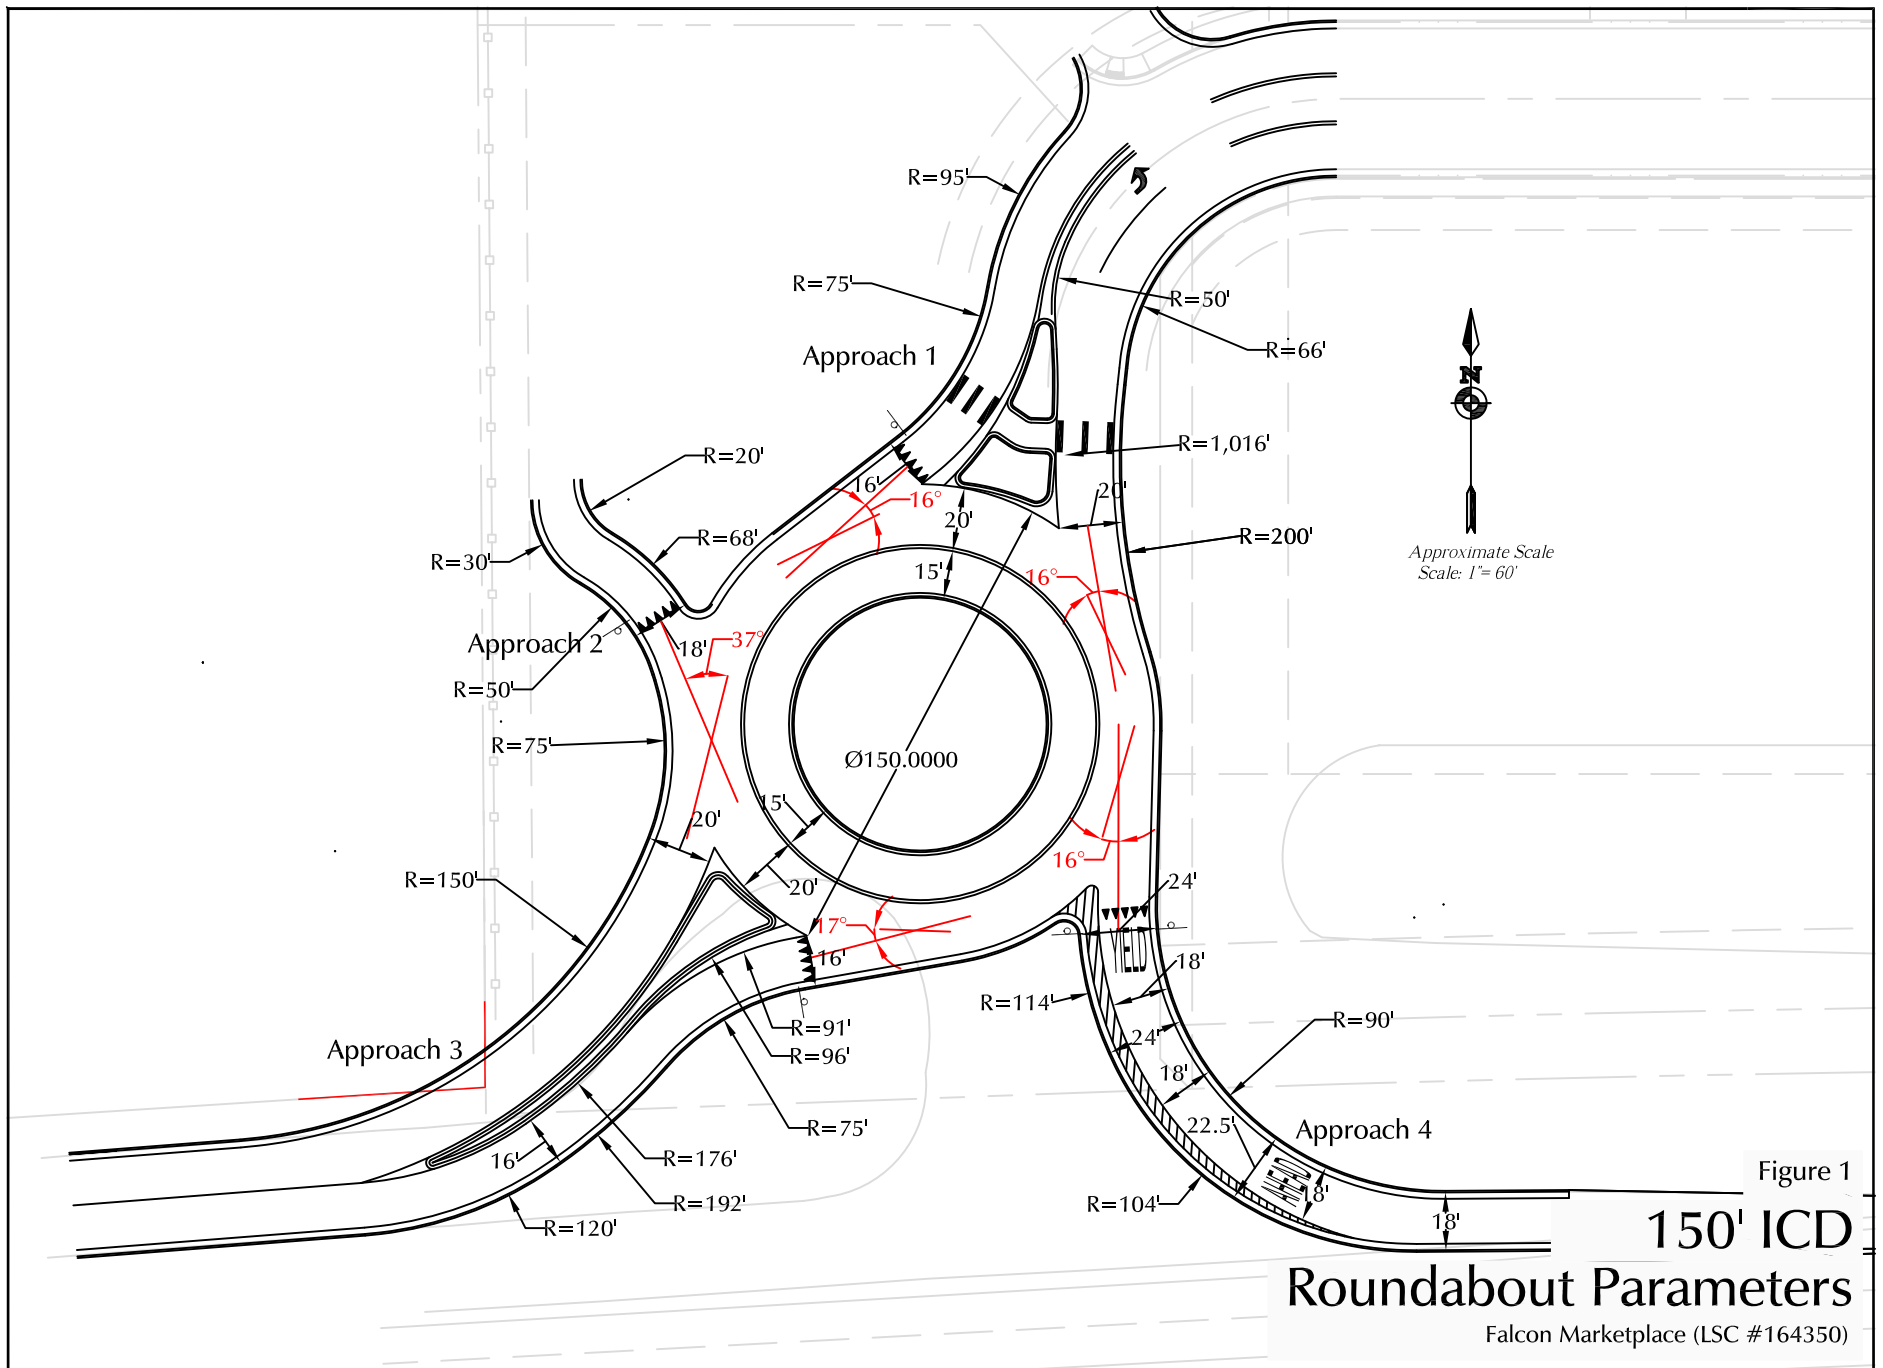 R=95'
R=75'
R=50'
R=66'
Approach 1
N
R=1,016'
R=20'
16'
16°
20'
20'
R=68'
R=200'
Approximate Scale
Scale: 1"= 60'
R=30'
15'
16°
Approach 2
18'
37°
R=50'
R=75'
Ø150.0000
15'
20'
16°
R=150'
20'
24'
17°
16'
18'
R=114'
R=91'
24'
R=90'
Approach 3
R=96'
18'
R=75'
22.5'
Approach 4
16'
R=176'
Figure 1
R=192'
R=104'
18'
18'
R=120'
150' ICD
Roundabout Parameters
Falcon Marketplace (LSC #164350)